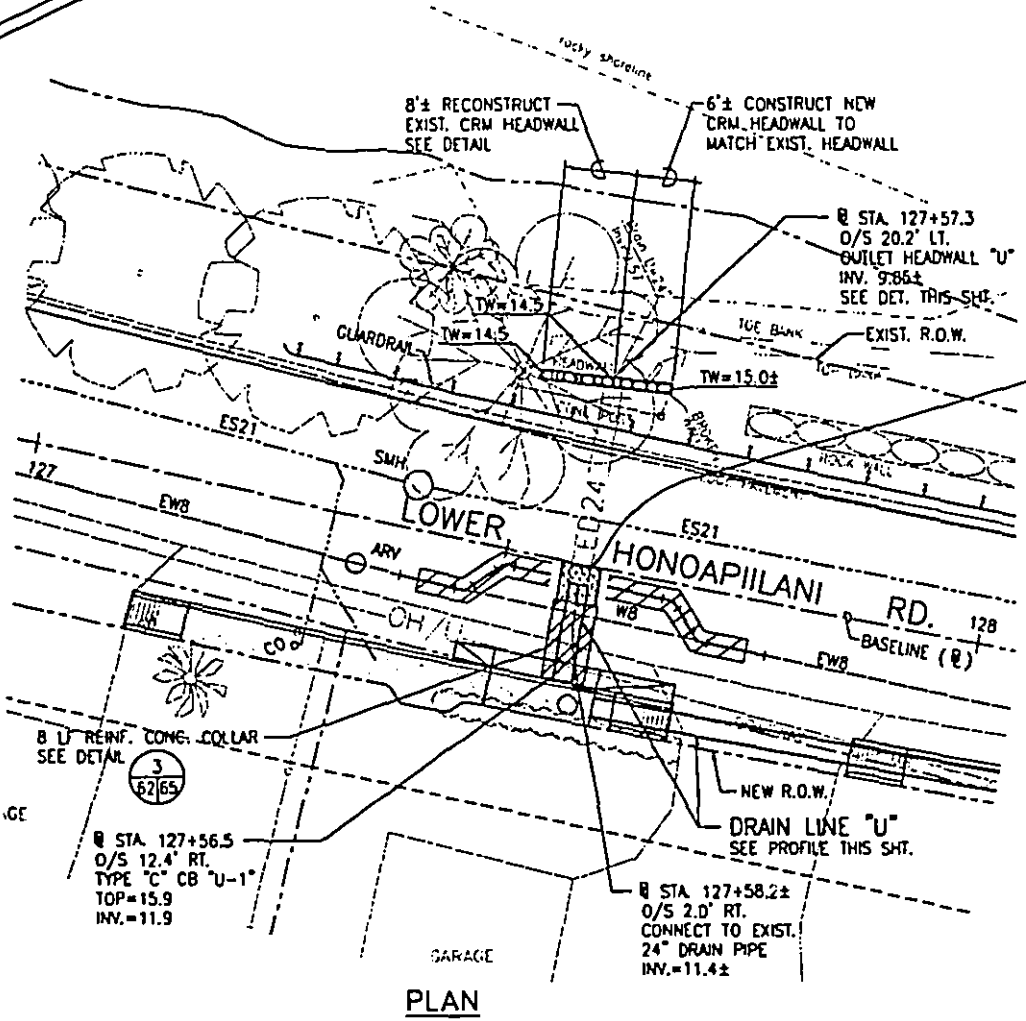 rocky shoreline
8'± RECONSTRUCT
EXIST. CRM HEADWALL
SEE DETAIL
6'± CONSTRUCT NEW
CRM HEADWALL TO
MATCH EXIST. HEADWALL
STA. 127+57.3
O/S 20.2' LT.
OUTLET HEADWALL "U"
INV. 9.86±
SEE DET. THIS SHT.
TW=14.5
TOE BANK
EXIST. R.O.W.
GUARDRAIL
TW=14.5
HEADWALL
TW=15.0±
ES21
ROCK WALL
SMH
127
EW8
LOWER
ED24
ES21
ARV
HONOAPIILANI
RD.
128
W8
BASELINE (℄)
OH/
CO
EW8
8 LF REINF. CONC. COLLAR
SEE DETAIL
3
62 65
NEW R.O.W.
DRAIN LINE "U"
SEE PROFILE THIS SHT.
STA. 127+56.5
O/S 12.4' RT.
TYPE "C" CB "U-1"
TOP=15.9
INV.=11.9
STA. 127+58.2±
O/S 2.0' RT.
CONNECT TO EXIST.
24" DRAIN PIPE
INV.=11.4±
GARAGE
PLAN